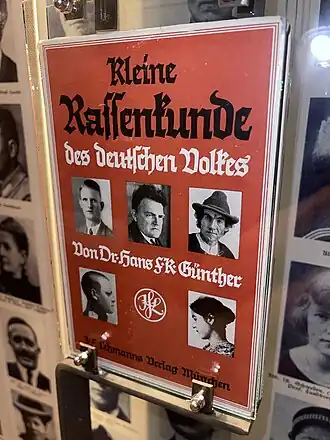 Kleine
Rassenkunde
des deutschen Volkes
Von Dr. Hans F. K. Günther
J. F. Lehmanns Verlag München